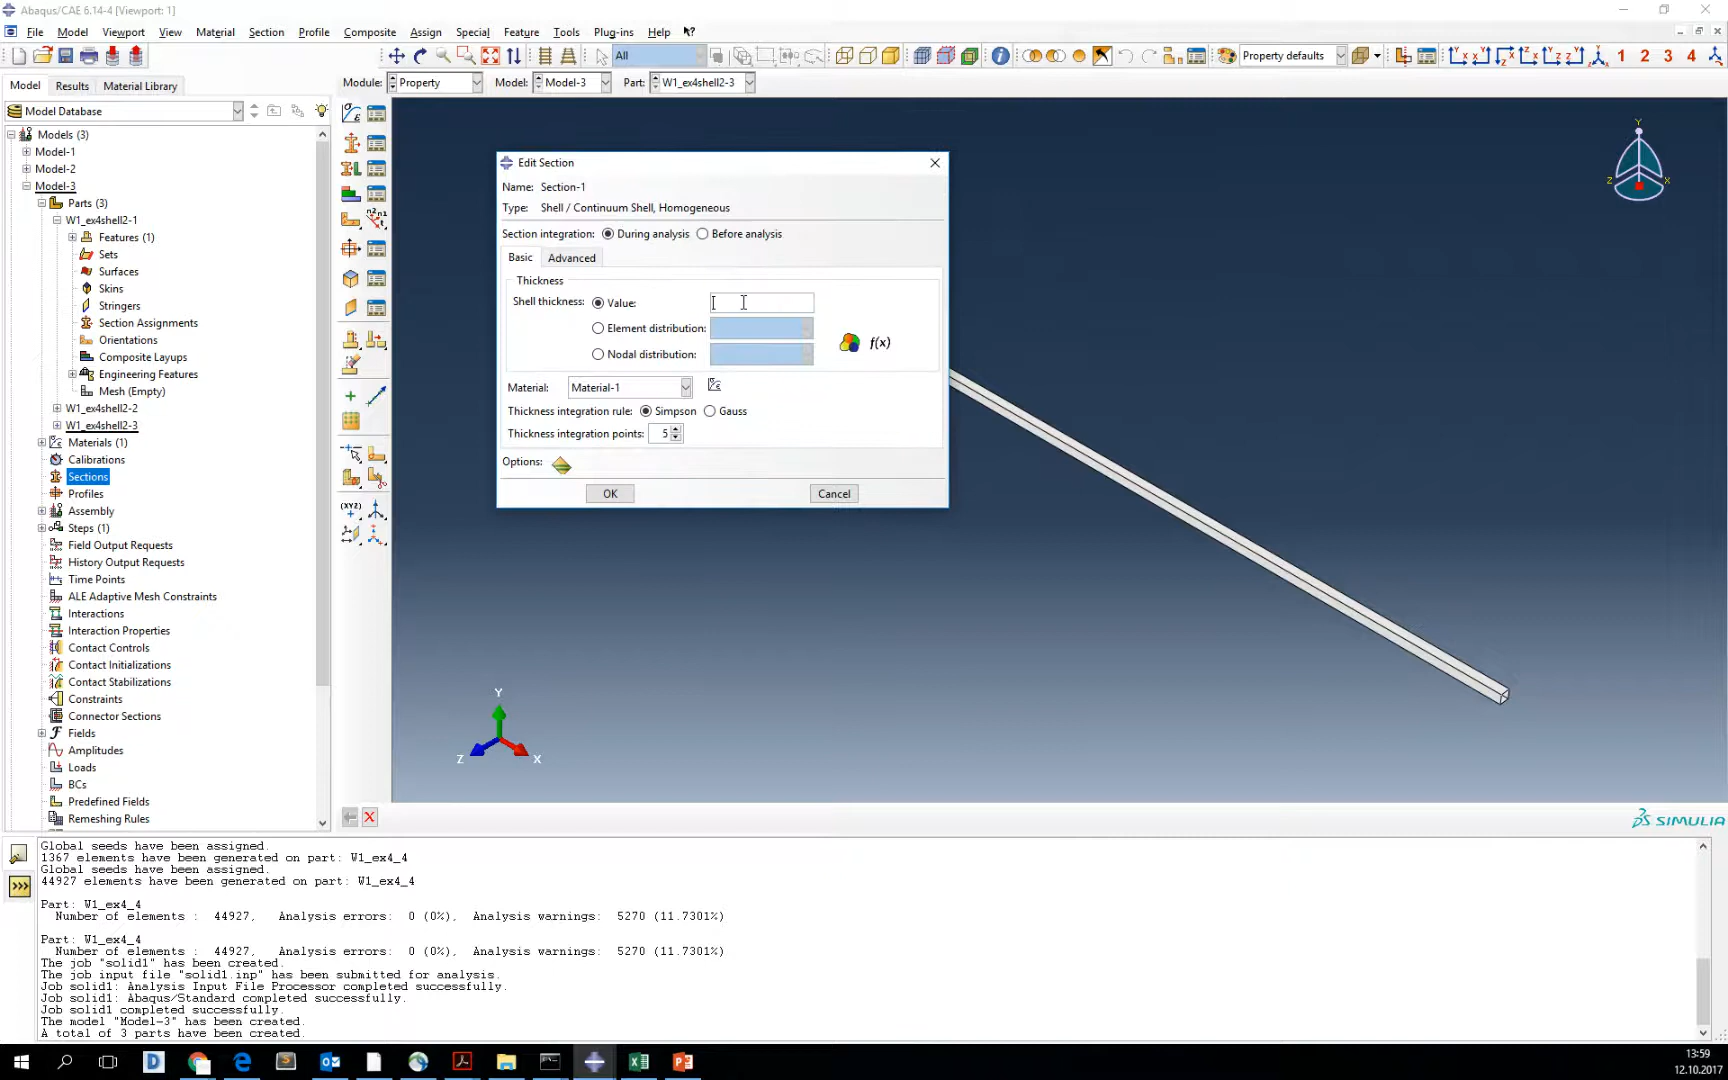 Abaqus/CAE 6.14-4 [Viewport: 1]
File Model Viewport View Material Section Profile Composite Assign Special Feature Tools Plug-ins Help
All
Property defaults
1 2 3 4
Model Results Material Library
Module: Property Model: Model-3 Part: W1_ex4shell2-3
Model Database
Models (3)
Model-1
Model-2
Model-3
Parts (3)
W1_ex4shell2-1
Features (1)
Sets
Surfaces
Skins
Stringers
Section Assignments
Orientations
Composite Layups
Engineering Features
Mesh (Empty)
W1_ex4shell2-2
W1_ex4shell2-3
Materials (1)
Calibrations
Sections
Profiles
Assembly
Steps (1)
Field Output Requests
History Output Requests
Time Points
ALE Adaptive Mesh Constraints
Interactions
Interaction Properties
Contact Controls
Contact Initializations
Contact Stabilizations
Constraints
Connector Sections
Fields
Amplitudes
Loads
BCs
Predefined Fields
Remeshing Rules
Edit Section
Name: Section-1
Type: Shell / Continuum Shell, Homogeneous
Section integration: During analysis Before analysis
Basic Advanced
Thickness
Shell thickness: Value:
Element distribution:
f(x)
Nodal distribution:
Material: Material-1
Thickness integration rule: Simpson Gauss
Thickness integration points: 5
Options:
OK Cancel
Y
Z X
Y
Z X
SIMULIA
Global seeds have been assigned.
1367 elements have been generated on part: W1_ex4_4
Global seeds have been assigned.
44927 elements have been generated on part: W1_ex4_4
Part: W1_ex4_4
Number of elements : 44927, Analysis errors: 0 (0%), Analysis warnings: 5270 (11.7301%)
Part: W1_ex4_4
Number of elements : 44927, Analysis errors: 0 (0%), Analysis warnings: 5270 (11.7301%)
The job "solid1" has been created.
The job input file "solid1.inp" has been submitted for analysis.
Job solid1: Analysis Input File Processor completed successfully.
Job solid1: Abaqus/Standard completed successfully.
Job solid1 completed successfully.
The model "Model-3" has been created.
A total of 3 parts have been created.
13:59
12.10.2017